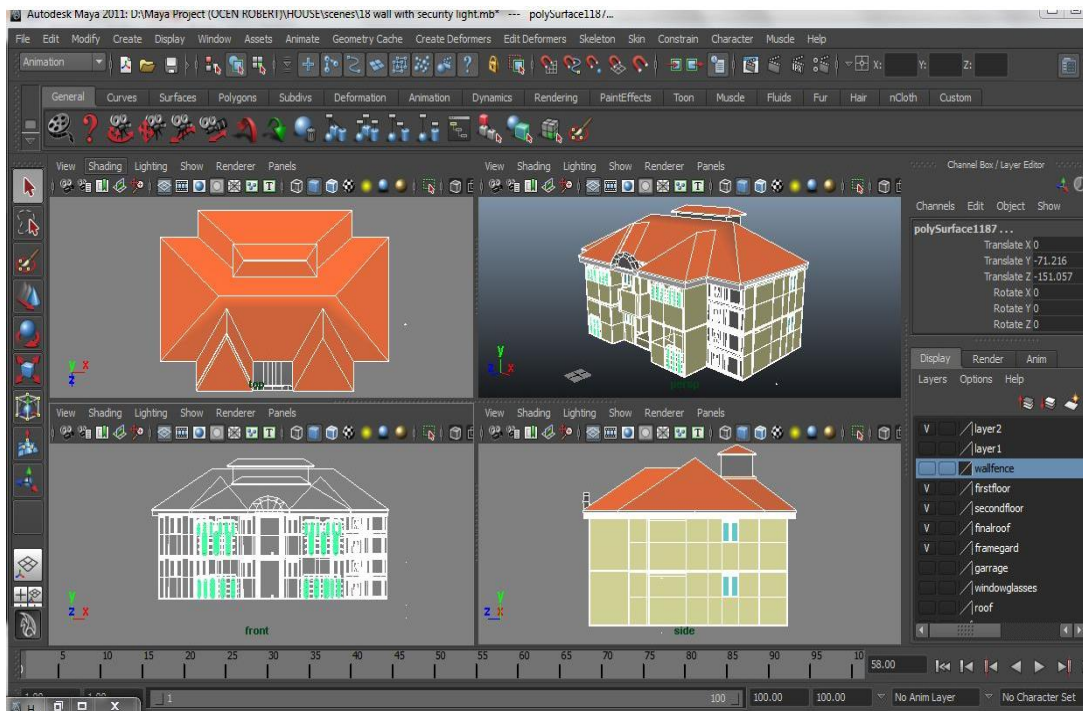 Autodesk Maya 2011: D:\Maya Project (OCEN ROBERT)\HOUSE\scenes\18 wall with security light.mb* --- polySurface1187...
File Edit Modify Create Display Window Assets Animate Geometry Cache Create Deformers Edit Deformers Skeleton Skin Constrain Character Muscle Help
Animation X: Y: Z:
General Curves Surfaces Polygons Subdivs Deformation Animation Dynamics Rendering PaintEffects Toon Muscle Fluids Fur Hair nCloth Custom
View Shading Lighting Show Renderer Panels
top
View Shading Lighting Show Renderer Panels
persp
View Shading Lighting Show Renderer Panels
front
View Shading Lighting Show Renderer Panels
side
Channel Box / Layer Editor
Channels Edit Object Show
polySurface1187 . . .
Translate X 0
Translate Y -71.216
Translate Z -151.057
Rotate X 0
Rotate Y 0
Rotate Z 0
Display Render Anim
Layers Options Help
V layer2
layer1
wallfence
V firstfloor
V secondfloor
V finalroof
V framegard
garrage
windowglasses
roof
5 10 15 20 25 30 35 40 45 50 55 60 65 70 75 80 85 90 95 10 58.00
1.00 1.00 1 100 100.00 100.00 No Anim Layer No Character Set